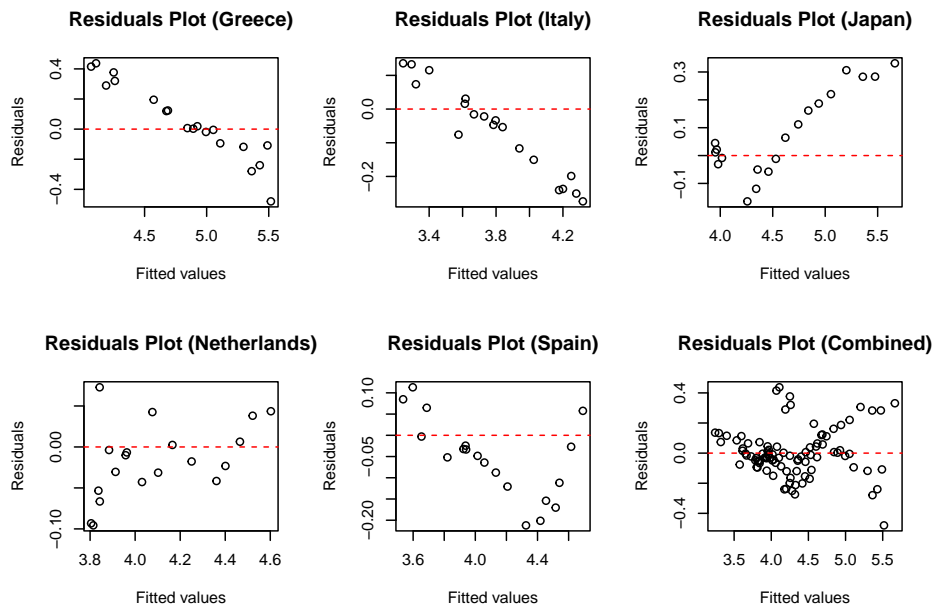 Residuals Plot (Greece)
Residuals
0.4
0.0
−0.4
4.5 5.0 5.5
Fitted values
Residuals Plot (Italy)
Residuals
0.0
−0.2
3.4 3.8 4.2
Fitted values
Residuals Plot (Japan)
Residuals
0.3
0.1
−0.1
4.0 4.5 5.0 5.5
Fitted values
Residuals Plot (Netherlands)
Residuals
0.00
−0.10
3.8 4.0 4.2 4.4 4.6
Fitted values
Residuals Plot (Spain)
Residuals
0.10
−0.05
−0.20
3.6 4.0 4.4
Fitted values
Residuals Plot (Combined)
Residuals
0.4
0.0
−0.4
3.5 4.0 4.5 5.0 5.5
Fitted values